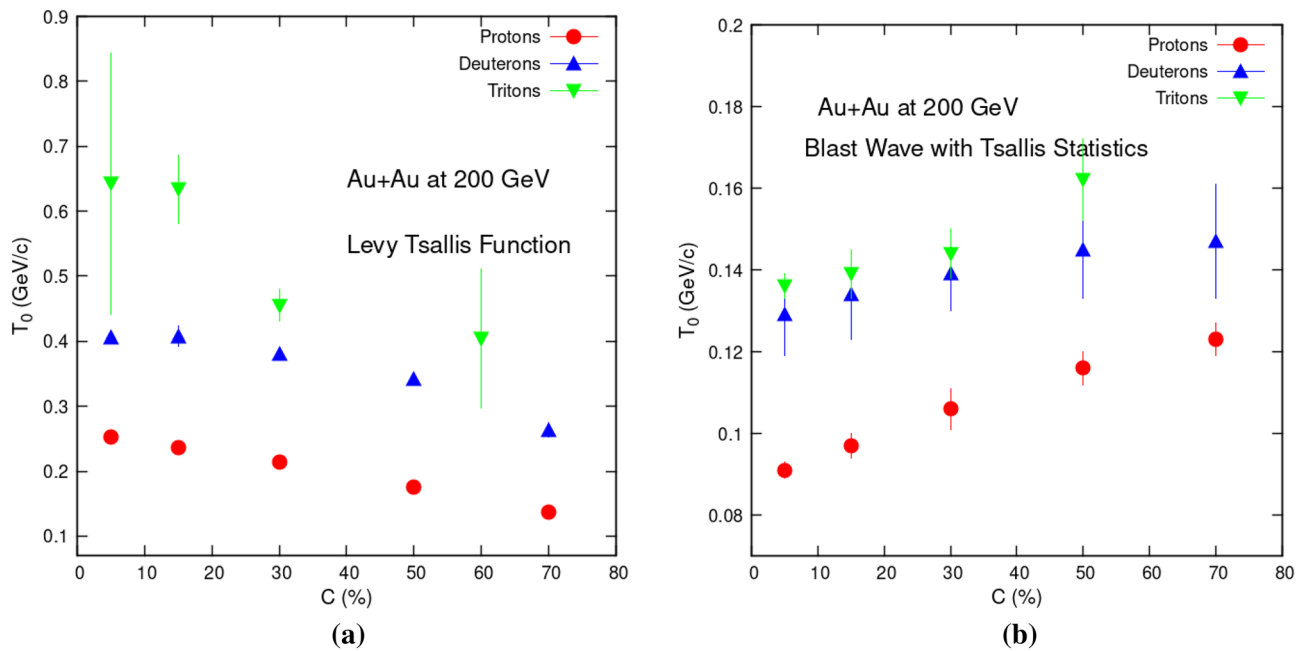 0.9
0.8
0.7
0.6
0.5
0.4
0.3
0.2
0.1
T0 (GeV/c)
Protons
Deuterons
Tritons
Au+Au at 200 GeV
Levy Tsallis Function
0 10 20 30 40 50 60 70 80
C (%)
(a)
0.2
0.18
0.16
0.14
0.12
0.1
0.08
T0 (GeV/c)
Protons
Deuterons
Tritons
Au+Au at 200 GeV
Blast Wave with Tsallis Statistics
0 10 20 30 40 50 60 70 80
C (%)
(b)